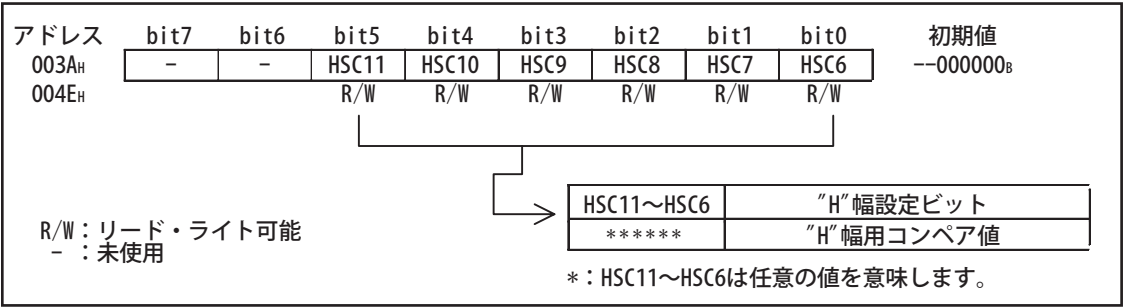 アドレス bit7 bit6 bit5 bit4 bit3 bit2 bit1 bit0 初期値
003AH - - HSC11 HSC10 HSC9 HSC8 HSC7 HSC6 --000000B
004EH R/W R/W R/W R/W R/W R/W
HSC11～HSC6 "H"幅設定ビット
****** "H"幅用コンペア値
R/W：リード・ライト可能
- ：未使用
*：HSC11～HSC6は任意の値を意味します。